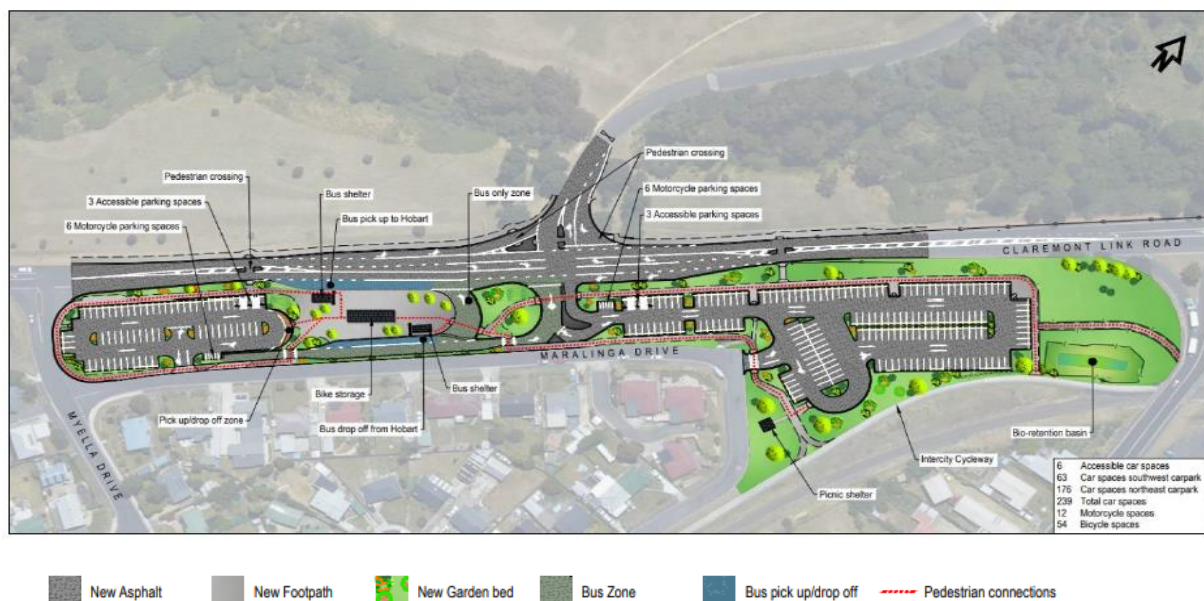 Pedestrian crossing
Pedestrian crossing
3 Accessible parking spaces
6 Motorcycle parking spaces
Bus shelter
Bus pick up to Hobart
Bus only zone
6 Motorcycle parking spaces
3 Accessible parking spaces
CLAREMONT LINK ROAD
MARALINGA DRIVE
MYELLA DRIVE
Pick up/drop off zone
Bike storage
Bus drop off from Hobart
Bus shelter
Picnic shelter
Intercity Cycleway
Bio-retention basin
6 Accessible car spaces
63 Car spaces southwest carpark
176 Car spaces northeast carpark
239 Total car spaces
12 Motorcycle spaces
54 Bicycle spaces
New Asphalt
New Footpath
New Garden bed
Bus Zone
Bus pick up/drop off
Pedestrian connections